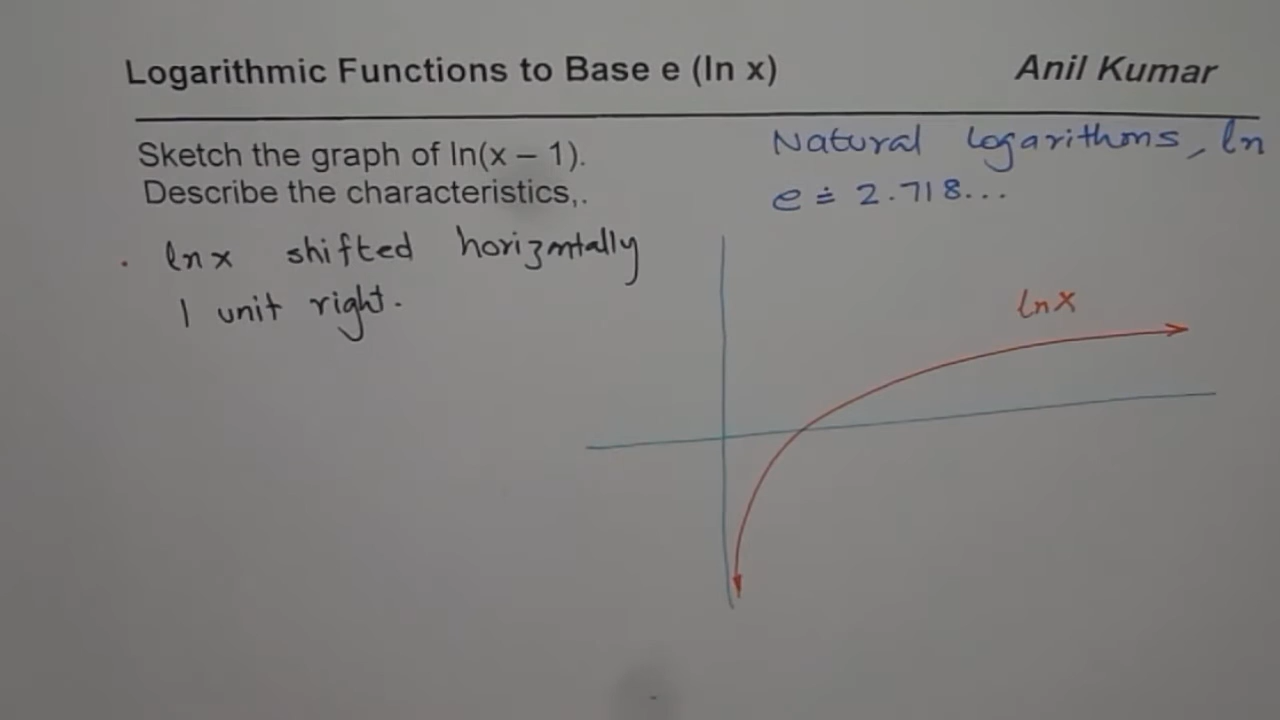 Logarithmic Functions to Base e (ln x) Anil Kumar
Sketch the graph of ln(x – 1).
Describe the characteristics,.
Natural logarithms, ln
e ≐ 2.718...
. ln x shifted horizontally
1 unit right.
ln x